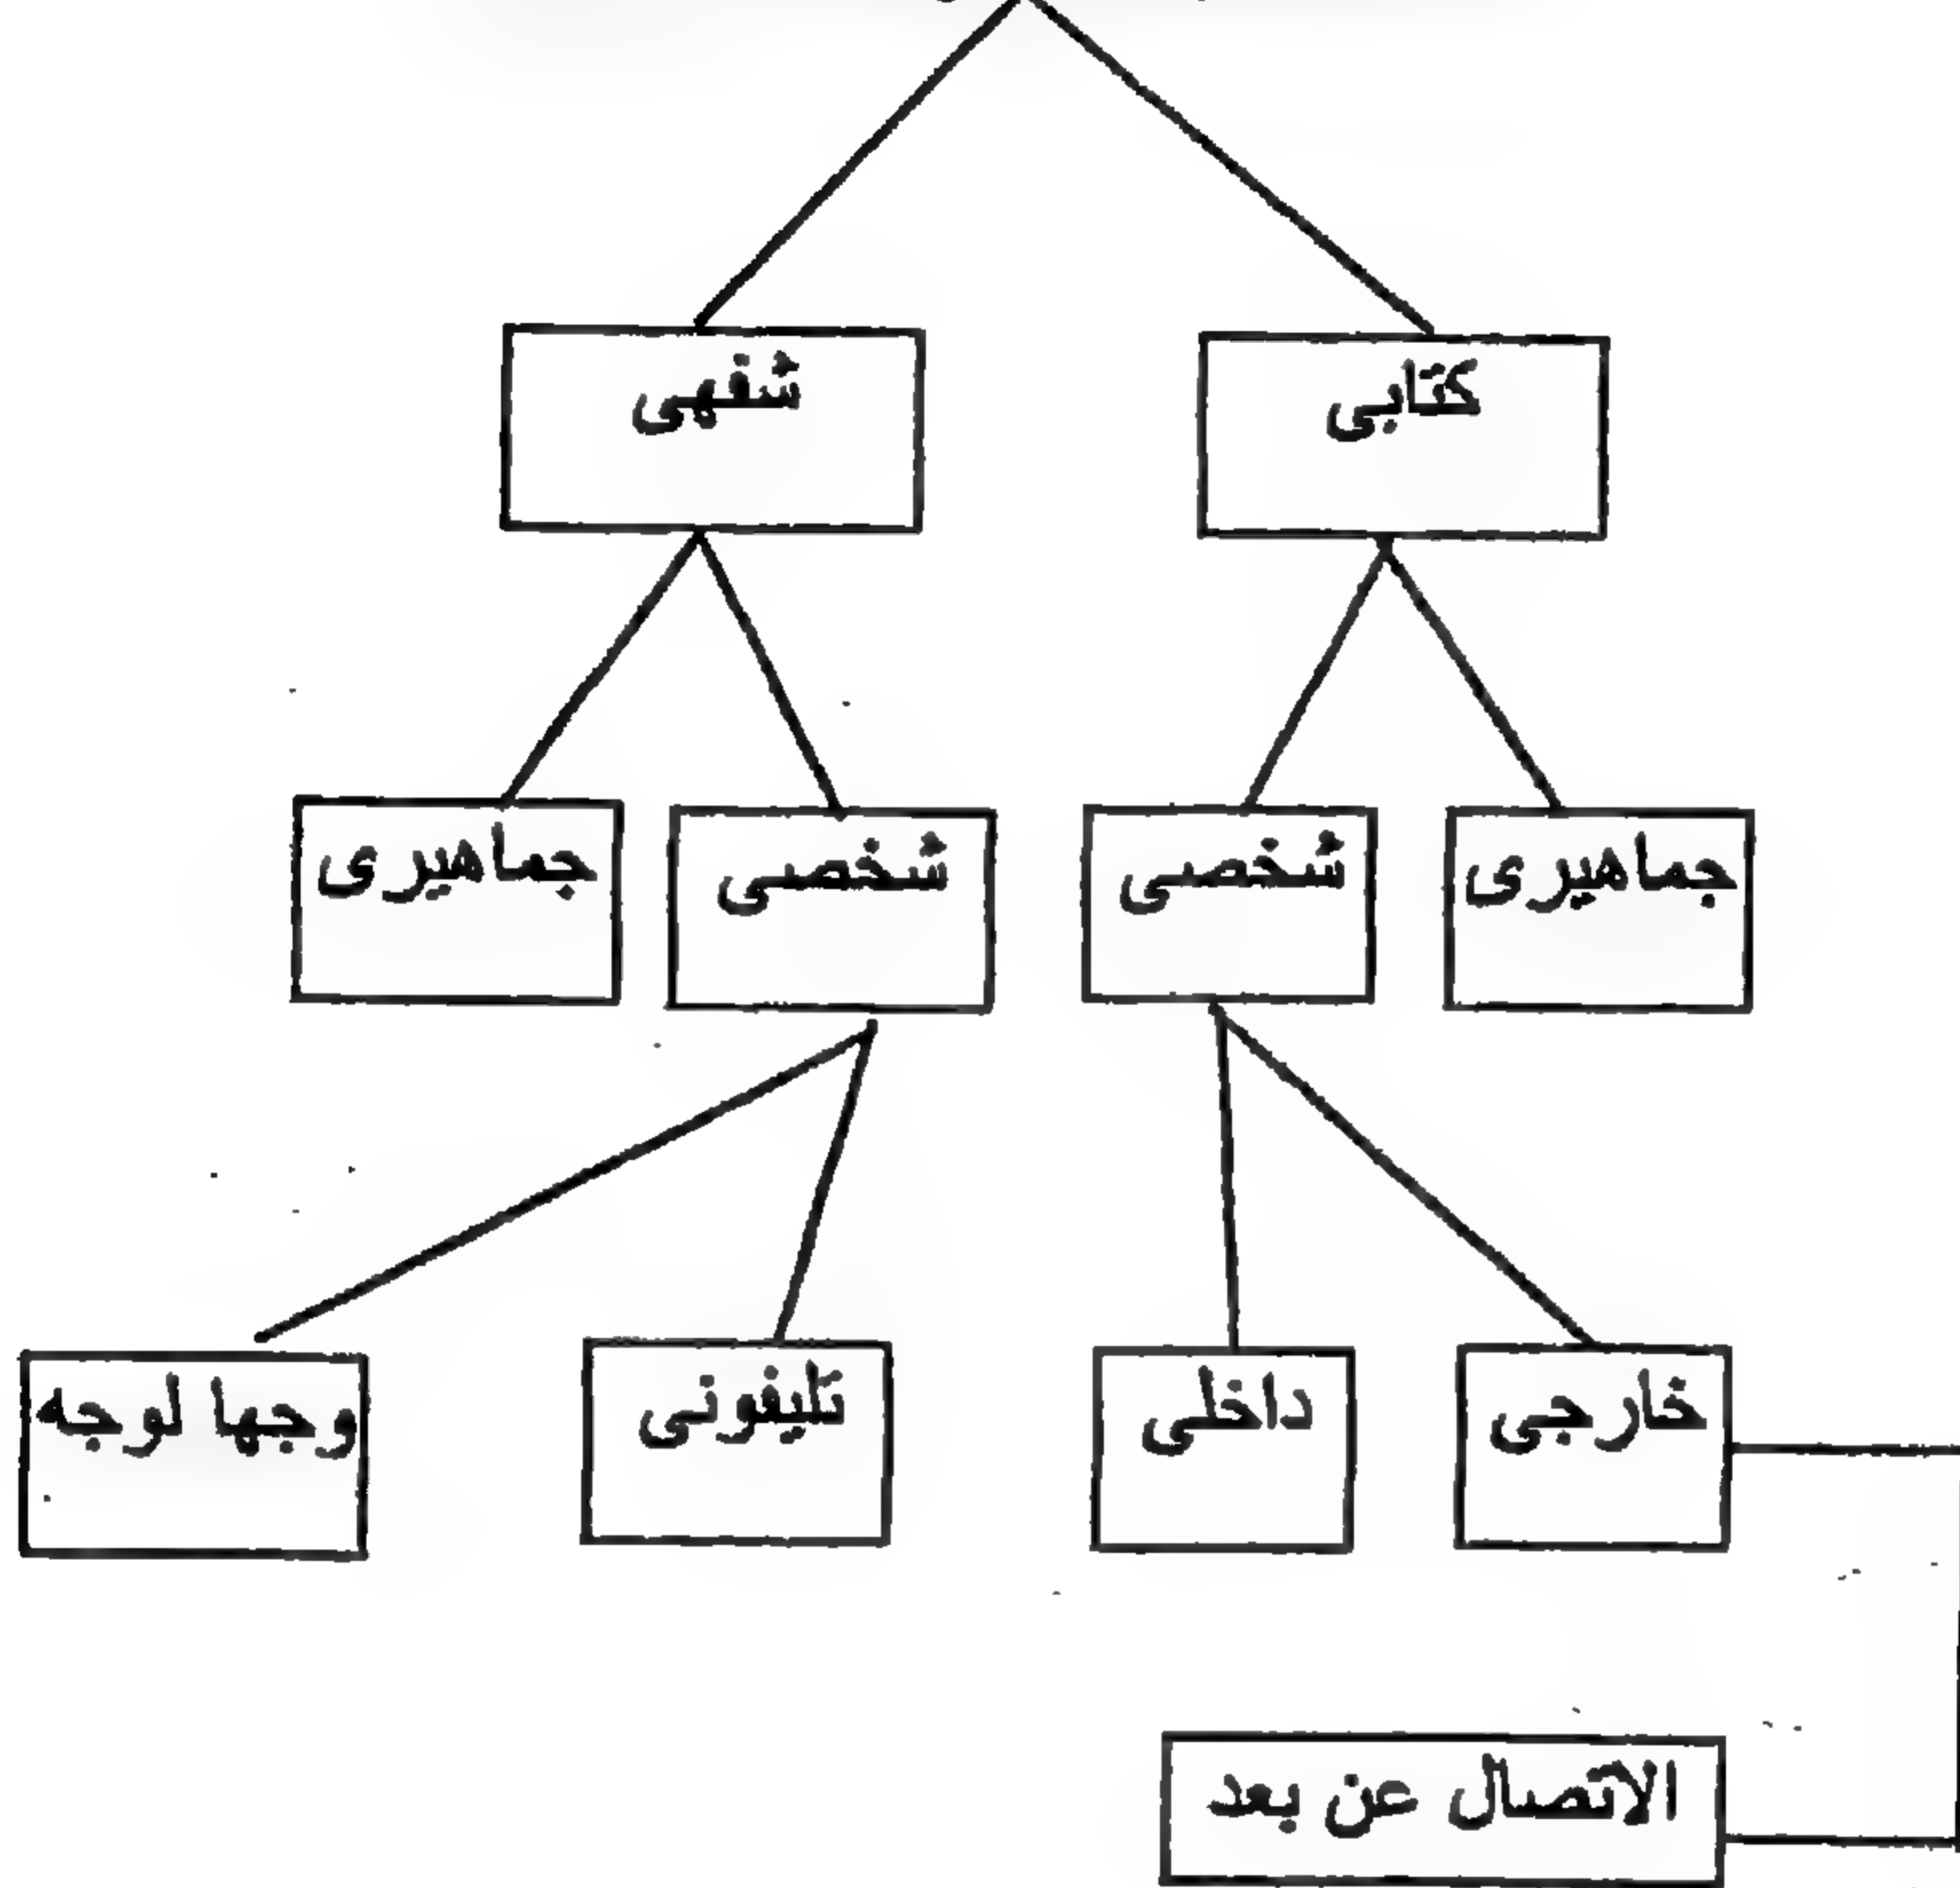 كتابى
شفهى
جماهيرى
شخصى
شخصى
جماهيرى
خارجى
داخلى
تليفونى
وجها لوجه
الاتصال عن بعد